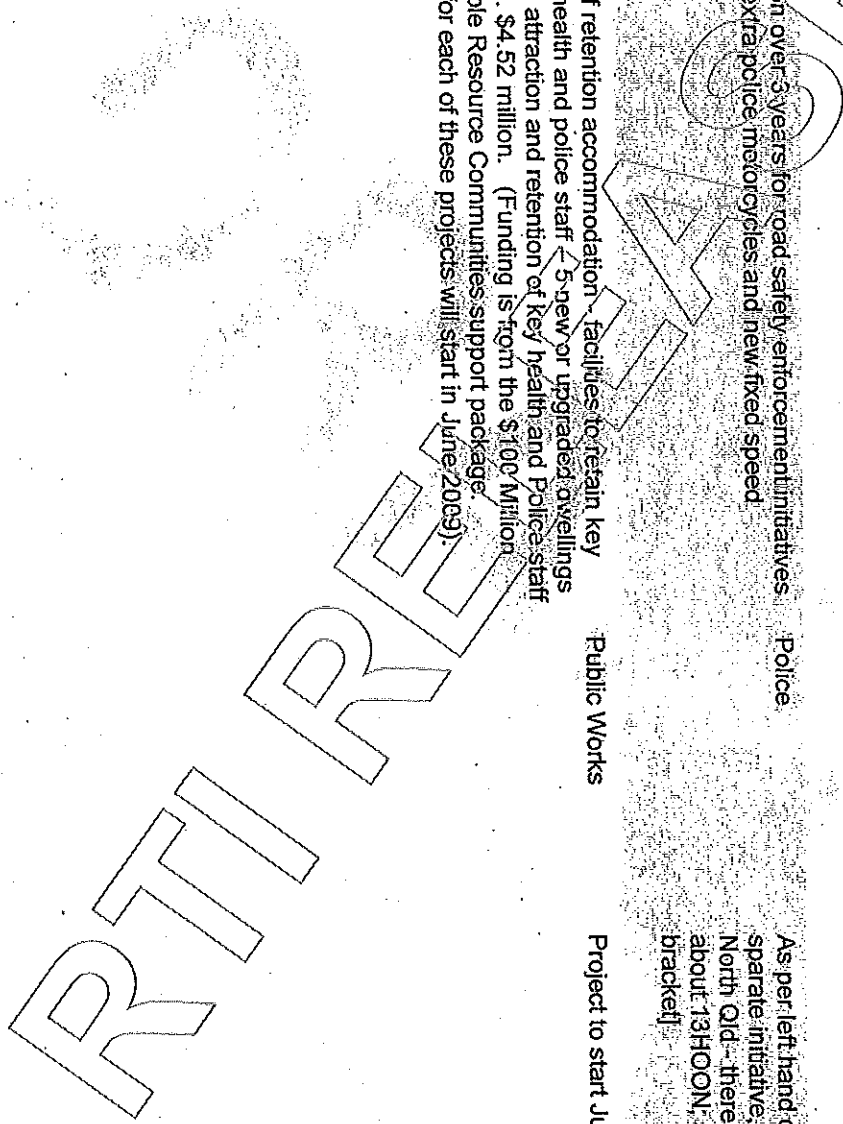 n over 3 years for road safety enforcement initiatives
extra police motorcycles and new fixed speed
Police
As per left hand
sparate initiative,
North Qld - there
about 13HOON,
bracket]
f retention accommodation - facilities to retain key
health and police staff - 5 new or upgraded dwellings
attraction and retention of key health and Police staff
. $4.52 million. (Funding is from the $100 Million
ble Resource Communities support package.
for each of these projects will start in June 2009).
Public Works
Project to start Ju
RTI RELEASE